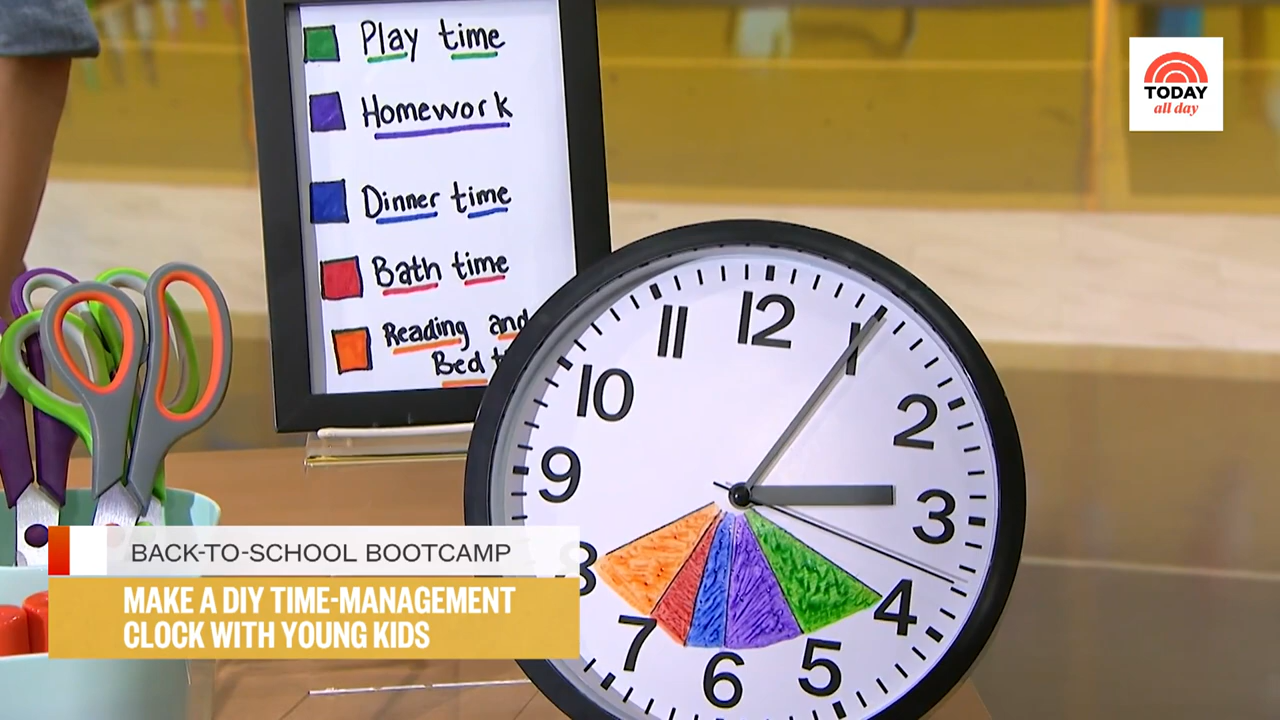 Play time
Homework
Dinner time
Bath time
Reading and
Bed
TODAY
all day
12
1
2
3
4
5
6
7
8
9
10
11
BACK-TO-SCHOOL BOOTCAMP
MAKE A DIY TIME-MANAGEMENT
CLOCK WITH YOUNG KIDS